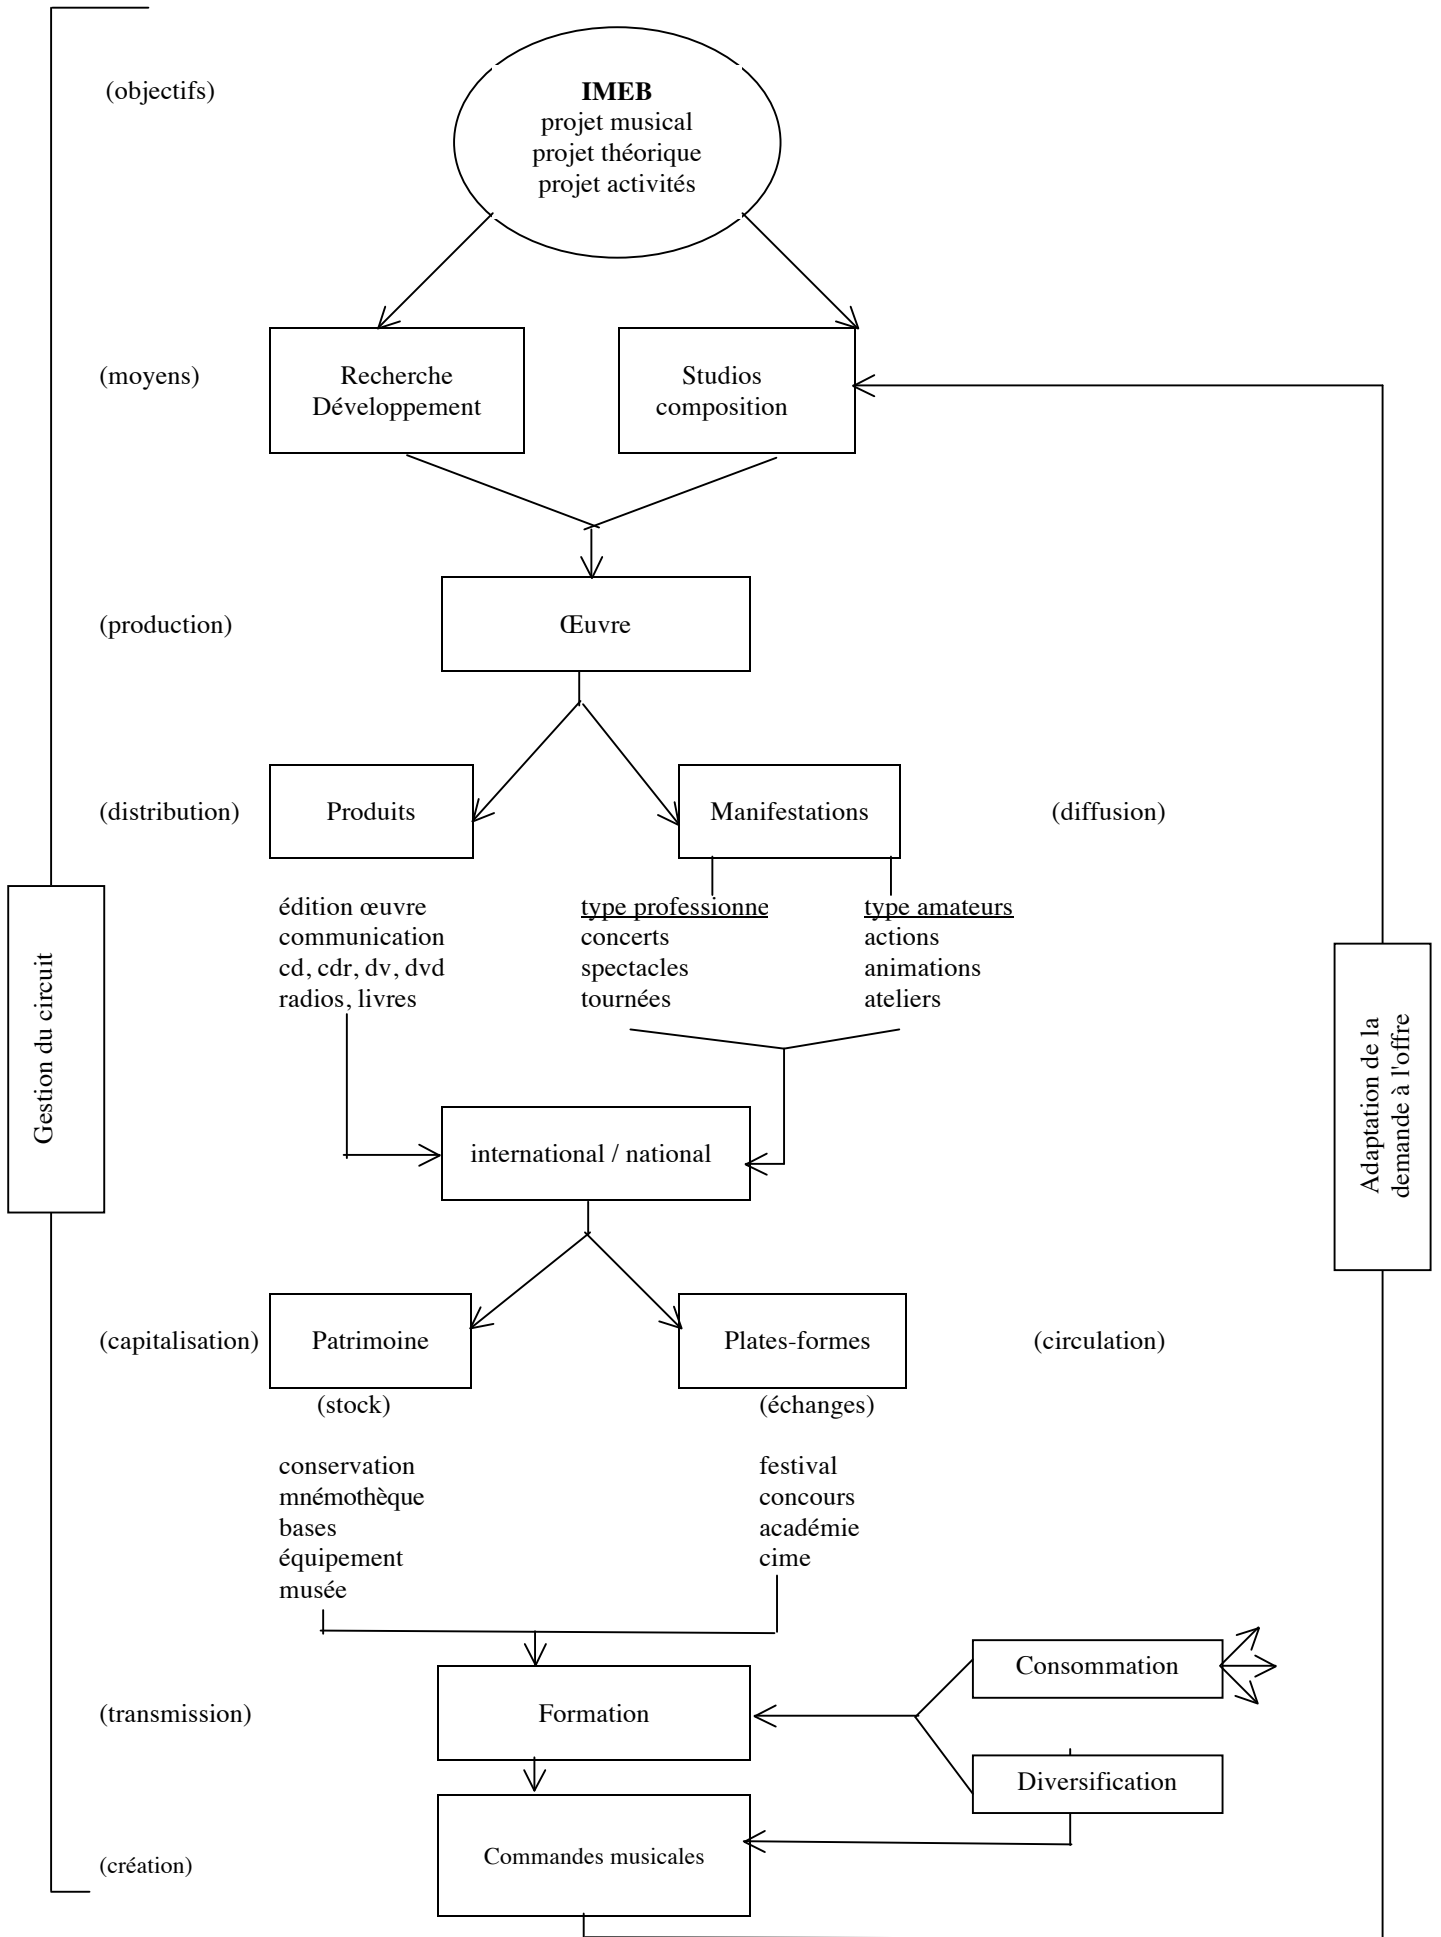 (objectifs)
IMEB
projet musical
projet théorique
projet activités
(moyens)
Recherche
Développement
Studios
composition
(production)
Œuvre
(distribution)
Produits
Manifestations
(diffusion)
édition œuvre
communication
cd, cdr, dv, dvd
radios, livres
type professionne
concerts
spectacles
tournées
type amateurs
actions
animations
ateliers
Gestion du circuit
Adaptation de la
demande à l'offre
international / national
(capitalisation)
Patrimoine
(stock)
Plates-formes
(échanges)
(circulation)
conservation
mnémothèque
bases
équipement
musée
festival
concours
académie
cime
(transmission)
Formation
Consommation
Diversification
(création)
Commandes musicales